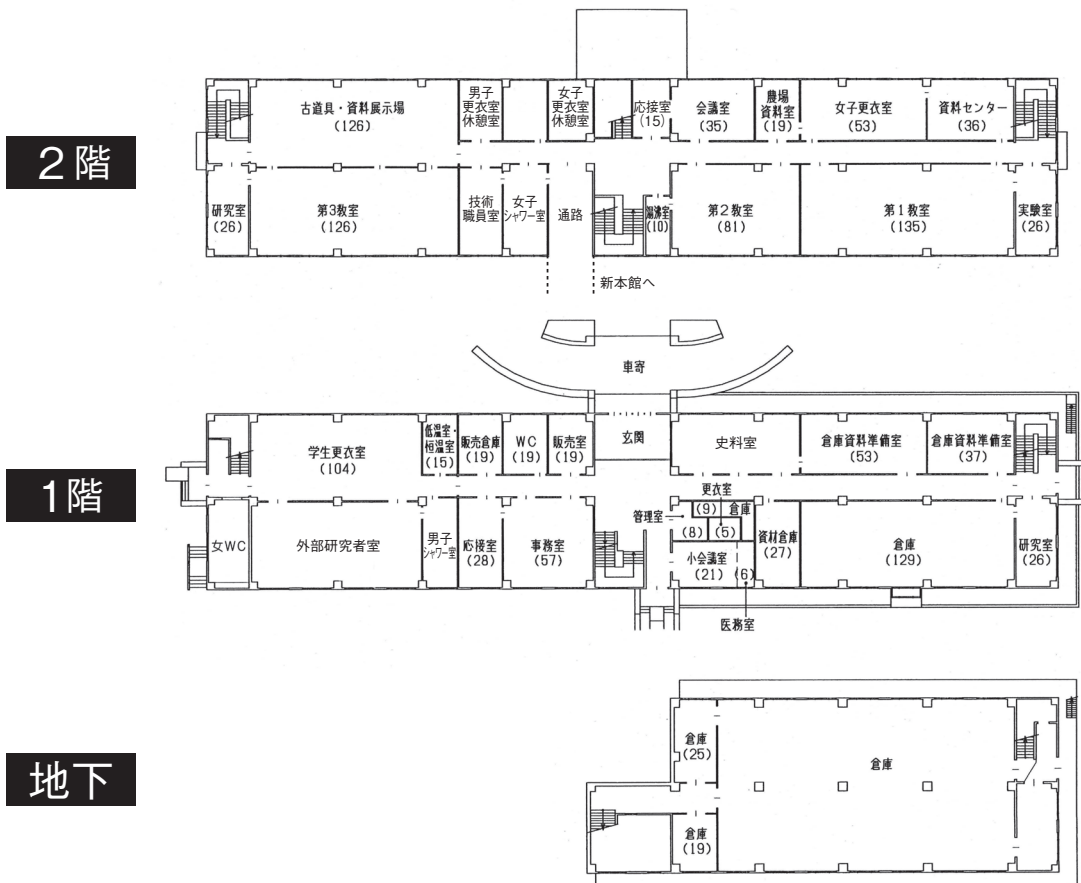 2階
古道具・資料展示場
(126)
男子
更衣室
休憩室
女子
更衣室
休憩室
応接室
(15)
会議室
(35)
農場
資料室
(19)
女子更衣室
(53)
資料センター
(36)
研究室
(26)
第3教室
(126)
技術
職員室
女子
シャワー室
通路
湯沸室
(10)
第2教室
(81)
第1教室
(135)
実験室
(26)
新本館へ
1階
車寄
玄関
学生更衣室
(104)
低温室・
恒温室
(15)
販売倉庫
(19)
WC
(19)
販売室
(19)
史料室
倉庫資料準備室
(53)
倉庫資料準備室
(37)
女WC
外部研究者室
男子
シャワー室
応接室
(28)
事務室
(57)
更衣室
管理室
(9)
倉庫
(8)
(5)
小会議室
(21)
(6)
医務室
資材倉庫
(27)
倉庫
(129)
研究室
(26)
地下
倉庫
(25)
倉庫
倉庫
(19)